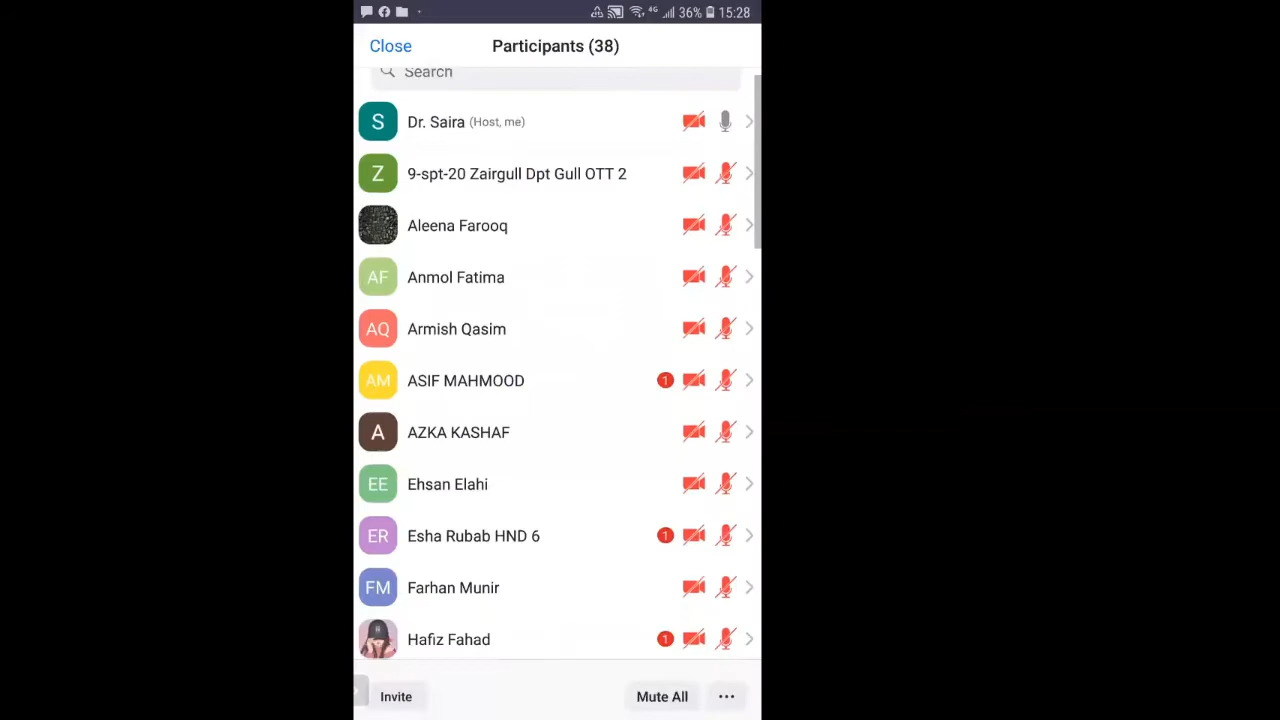 4G 36% 15:28
Close Participants (38)
Search
S Dr. Saira (Host, me)
Z 9-spt-20 Zairgull Dpt Gull OTT 2
Aleena Farooq
AF Anmol Fatima
AQ Armish Qasim
AM ASIF MAHMOOD 1
A AZKA KASHAF
EE Ehsan Elahi
ER Esha Rubab HND 6 1
FM Farhan Munir
Hafiz Fahad 1
Invite Mute All ...